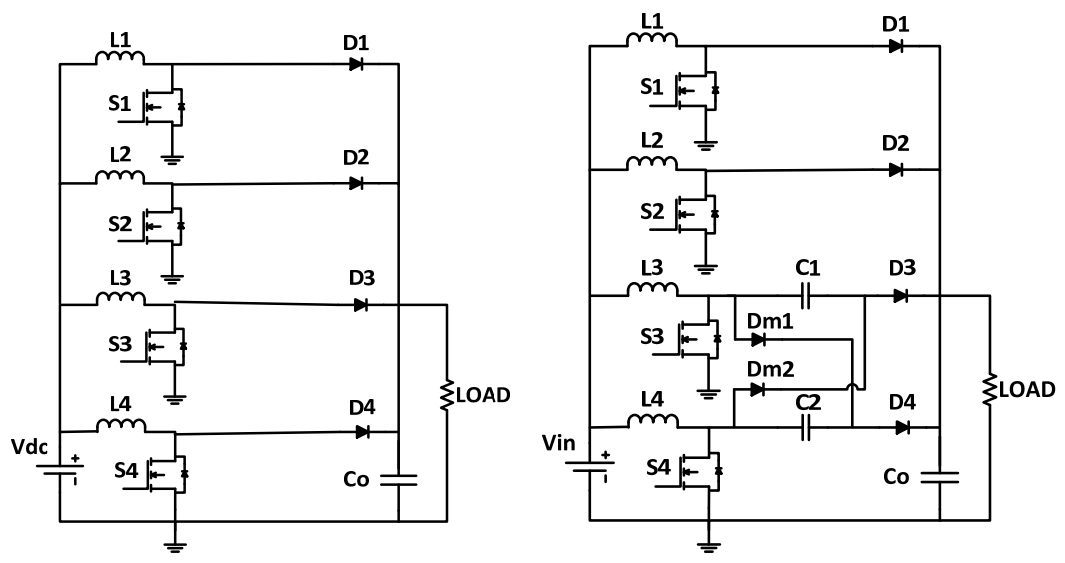 L1
D1
S1
L2
D2
S2
L3
D3
S3
L4
D4
LOAD
Vdc
+
-
S4
Co
L1
D1
S1
L2
D2
S2
L3
C1
D3
S3
Dm1
Dm2
LOAD
L4
C2
D4
Vin
+
-
S4
Co